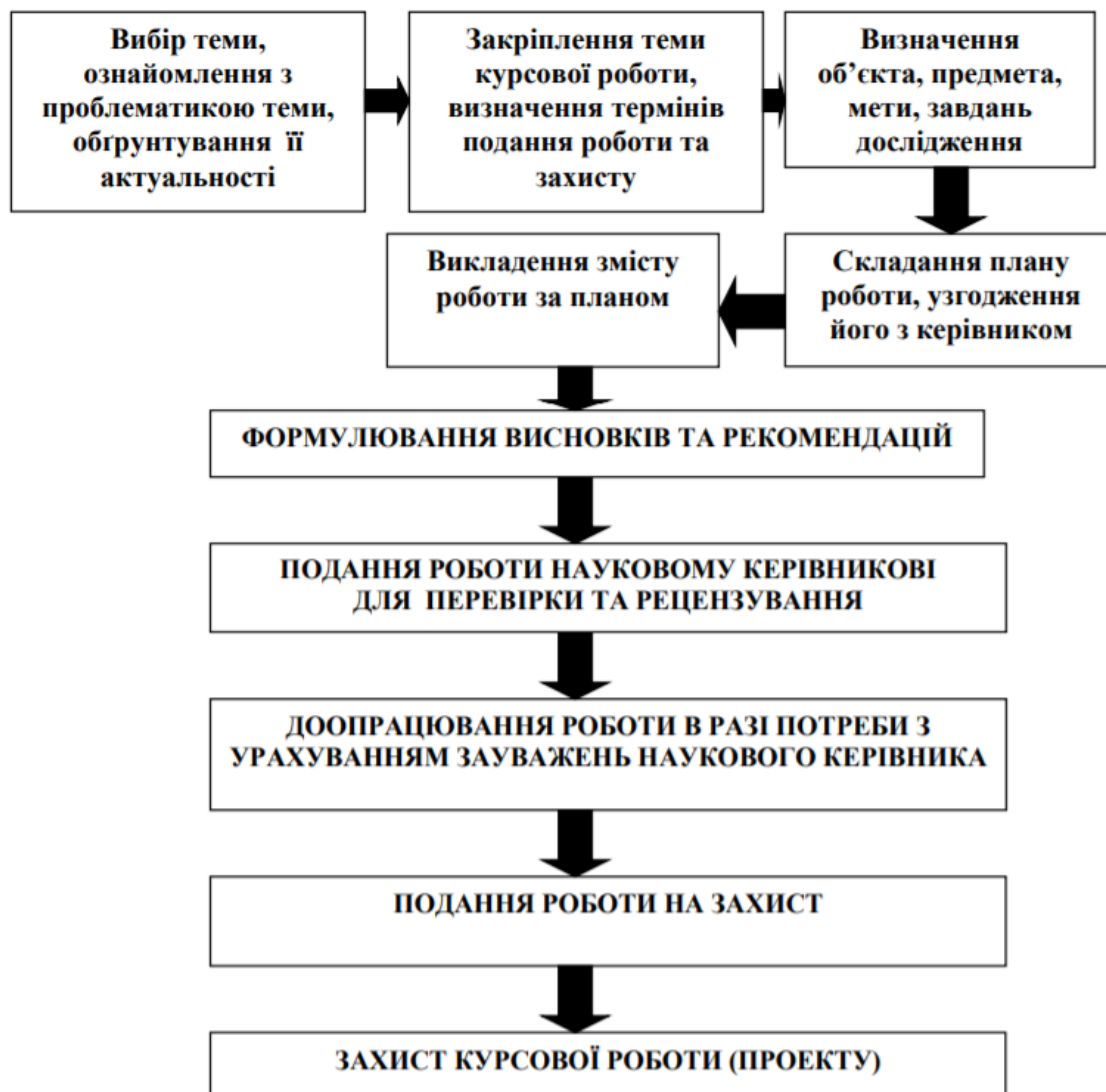 Вибір теми,
ознайомлення з
проблематикою теми,
обґрунтування її
актуальності
Закріплення теми
курсової роботи,
визначення термінів
подання роботи та
захисту
Визначення
об’єкта, предмета,
мети, завдань
дослідження
Складання плану
роботи, узгодження
його з керівником
Викладення змісту
роботи за планом
ФОРМУЛЮВАННЯ ВИСНОВКІВ ТА РЕКОМЕНДАЦІЙ
ПОДАННЯ РОБОТИ НАУКОВОМУ КЕРІВНИКОВІ
ДЛЯ ПЕРЕВІРКИ ТА РЕЦЕНЗУВАННЯ
ДООПРАЦЮВАННЯ РОБОТИ В РАЗІ ПОТРЕБИ З
УРАХУВАННЯМ ЗАУВАЖЕНЬ НАУКОВОГО КЕРІВНИКА
ПОДАННЯ РОБОТИ НА ЗАХИСТ
ЗАХИСТ КУРСОВОЇ РОБОТИ (ПРОЕКТУ)